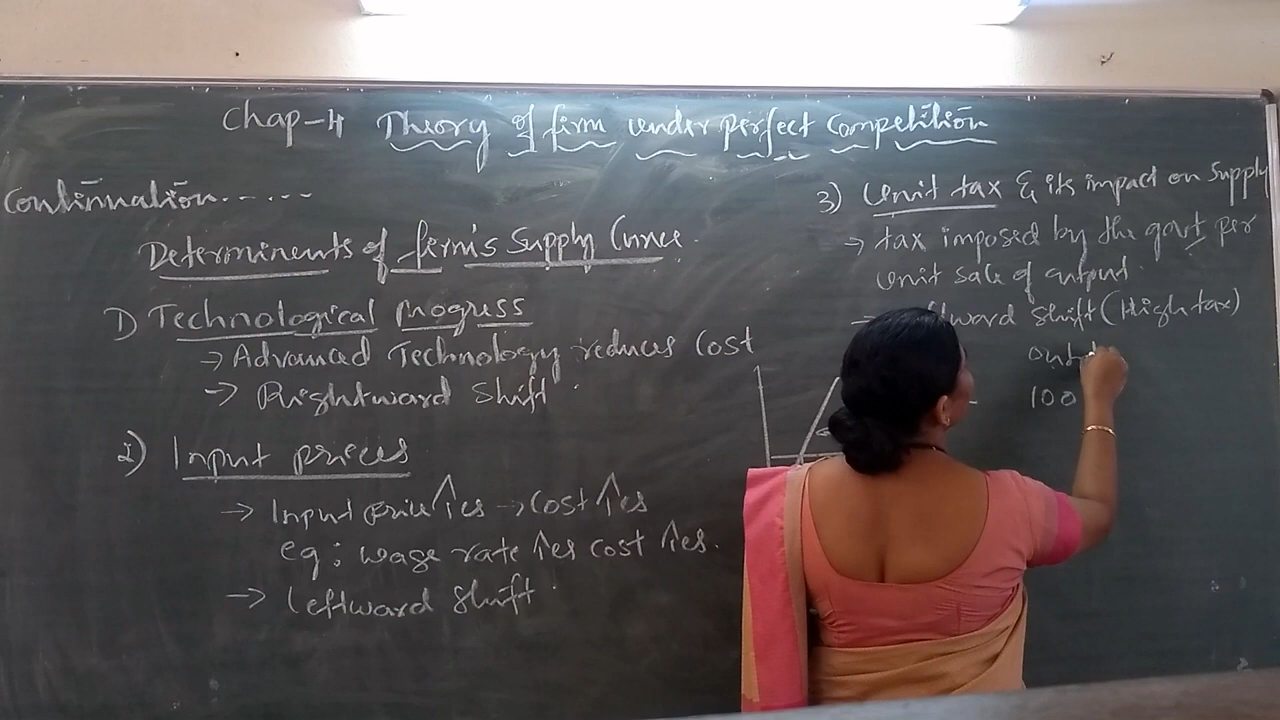 Chap-4 Theory of firm under perfect Competition
Continuation.......
Determinents of firm's Supply Curve.
1) Technological Progress
→ Advanced Technology reduces Cost
→ Rightward Shift
2) Input prices
→ Input price ↑es → Cost ↑es
eg: wage rate ↑es cost ↑es.
→ Leftward Shift
3) Unit tax & its impact on Supply
→ tax imposed by the govt per
unit sale of output.
→ Shift (High tax)
100